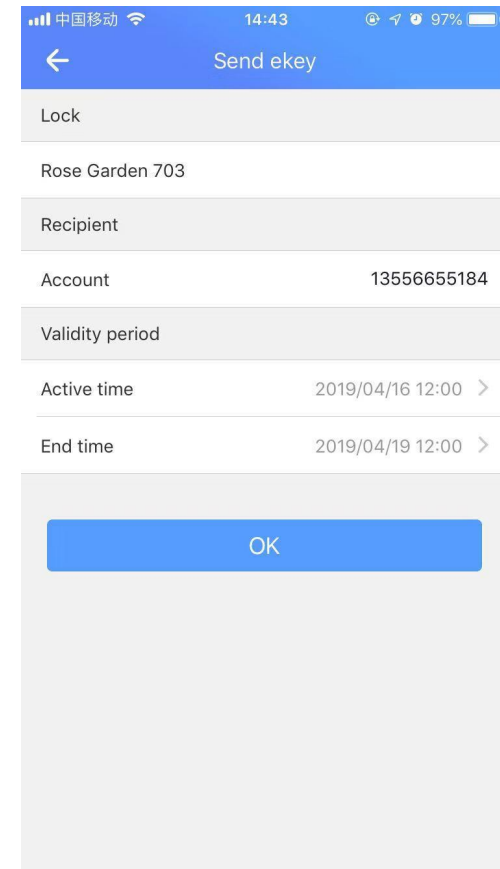 中国移动 14:43 97%
Send ekey
Lock
Rose Garden 703
Recipient
Account 13556655184
Validity period
Active time 2019/04/16 12:00
End time 2019/04/19 12:00
OK